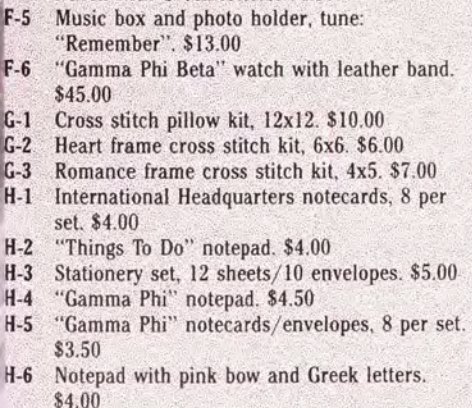 F-5 Music box and photo holder, tune:
“Remember”. $13.00
F-6 “Gamma Phi Beta” watch with leather band.
$45.00
G-1 Cross stitch pillow kit, 12x12. $10.00
G-2 Heart frame cross stitch kit, 6x6. $6.00
G-3 Romance frame cross stitch kit, 4x5. $7.00
H-1 International Headquarters notecards, 8 per
set. $4.00
H-2 “Things To Do” notepad. $4.00
H-3 Stationery set, 12 sheets/10 envelopes. $5.00
H-4 “Gamma Phi” notepad. $4.50
H-5 “Gamma Phi” notecards/envelopes, 8 per set.
$3.50
H-6 Notepad with pink bow and Greek letters.
$4.00